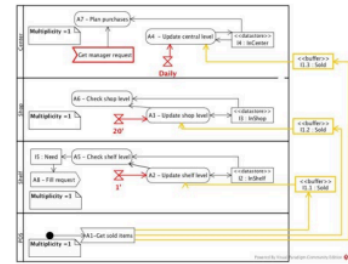 Center
A7 - Plan purchases
Multiplicity =1
Get manager request
A4 - Update central level
Daily
<<datastore>>
I4 : InCenter
<<buffer>>
I1.3 : Sold
Shop
A6 - Check shop level
Multiplicity =1
20'
A3 - Update shop level
<<datastore>>
I3 : InShop
<<buffer>>
I1.2 : Sold
Shelf
I5 : Need
A5 - Check shelf level
A8 - Fill request
1'
A2 - Update shelf level
<<datastore>>
I2 : InShelf
<<buffer>>
I1.1 : Sold
Multiplicity =1
POS
A1-Get sold items
Multiplicity =1